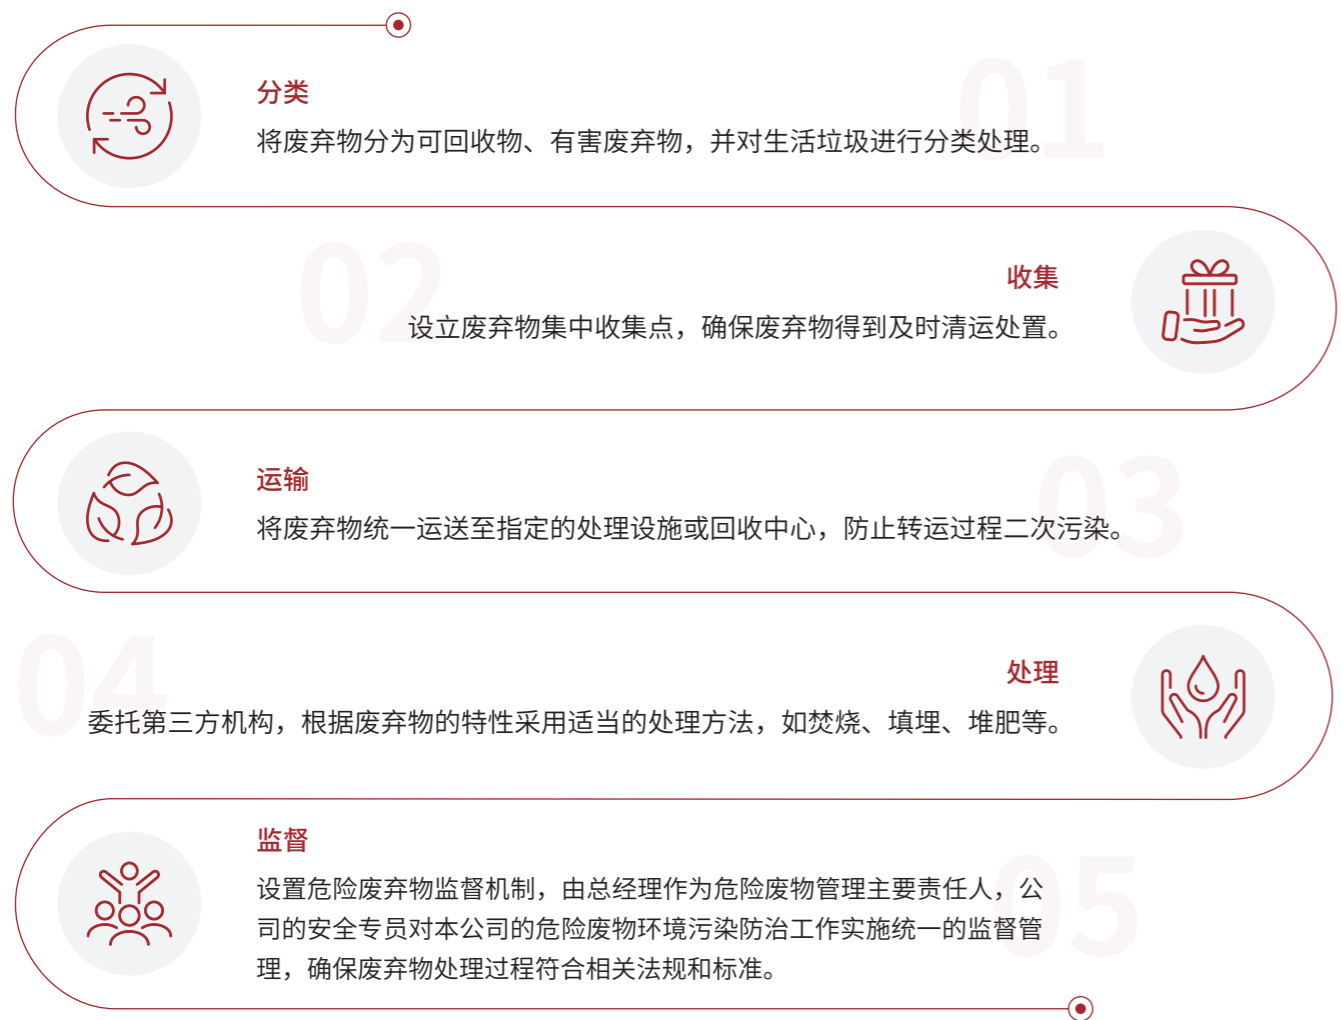 01
分类
将废弃物分为可回收物、有害废弃物，并对生活垃圾进行分类处理。
02
收集
设立废弃物集中收集点，确保废弃物得到及时清运处置。
03
运输
将废弃物统一运送至指定的处理设施或回收中心，防止转运过程二次污染。
04
处理
委托第三方机构，根据废弃物的特性采用适当的处理方法，如焚烧、填埋、堆肥等。
05
监督
设置危险废弃物监督机制，由总经理作为危险废物管理主要责任人，公
司的安全专员对本公司的危险废物环境污染防治工作实施统一的监督管
理，确保废弃物处理过程符合相关法规和标准。